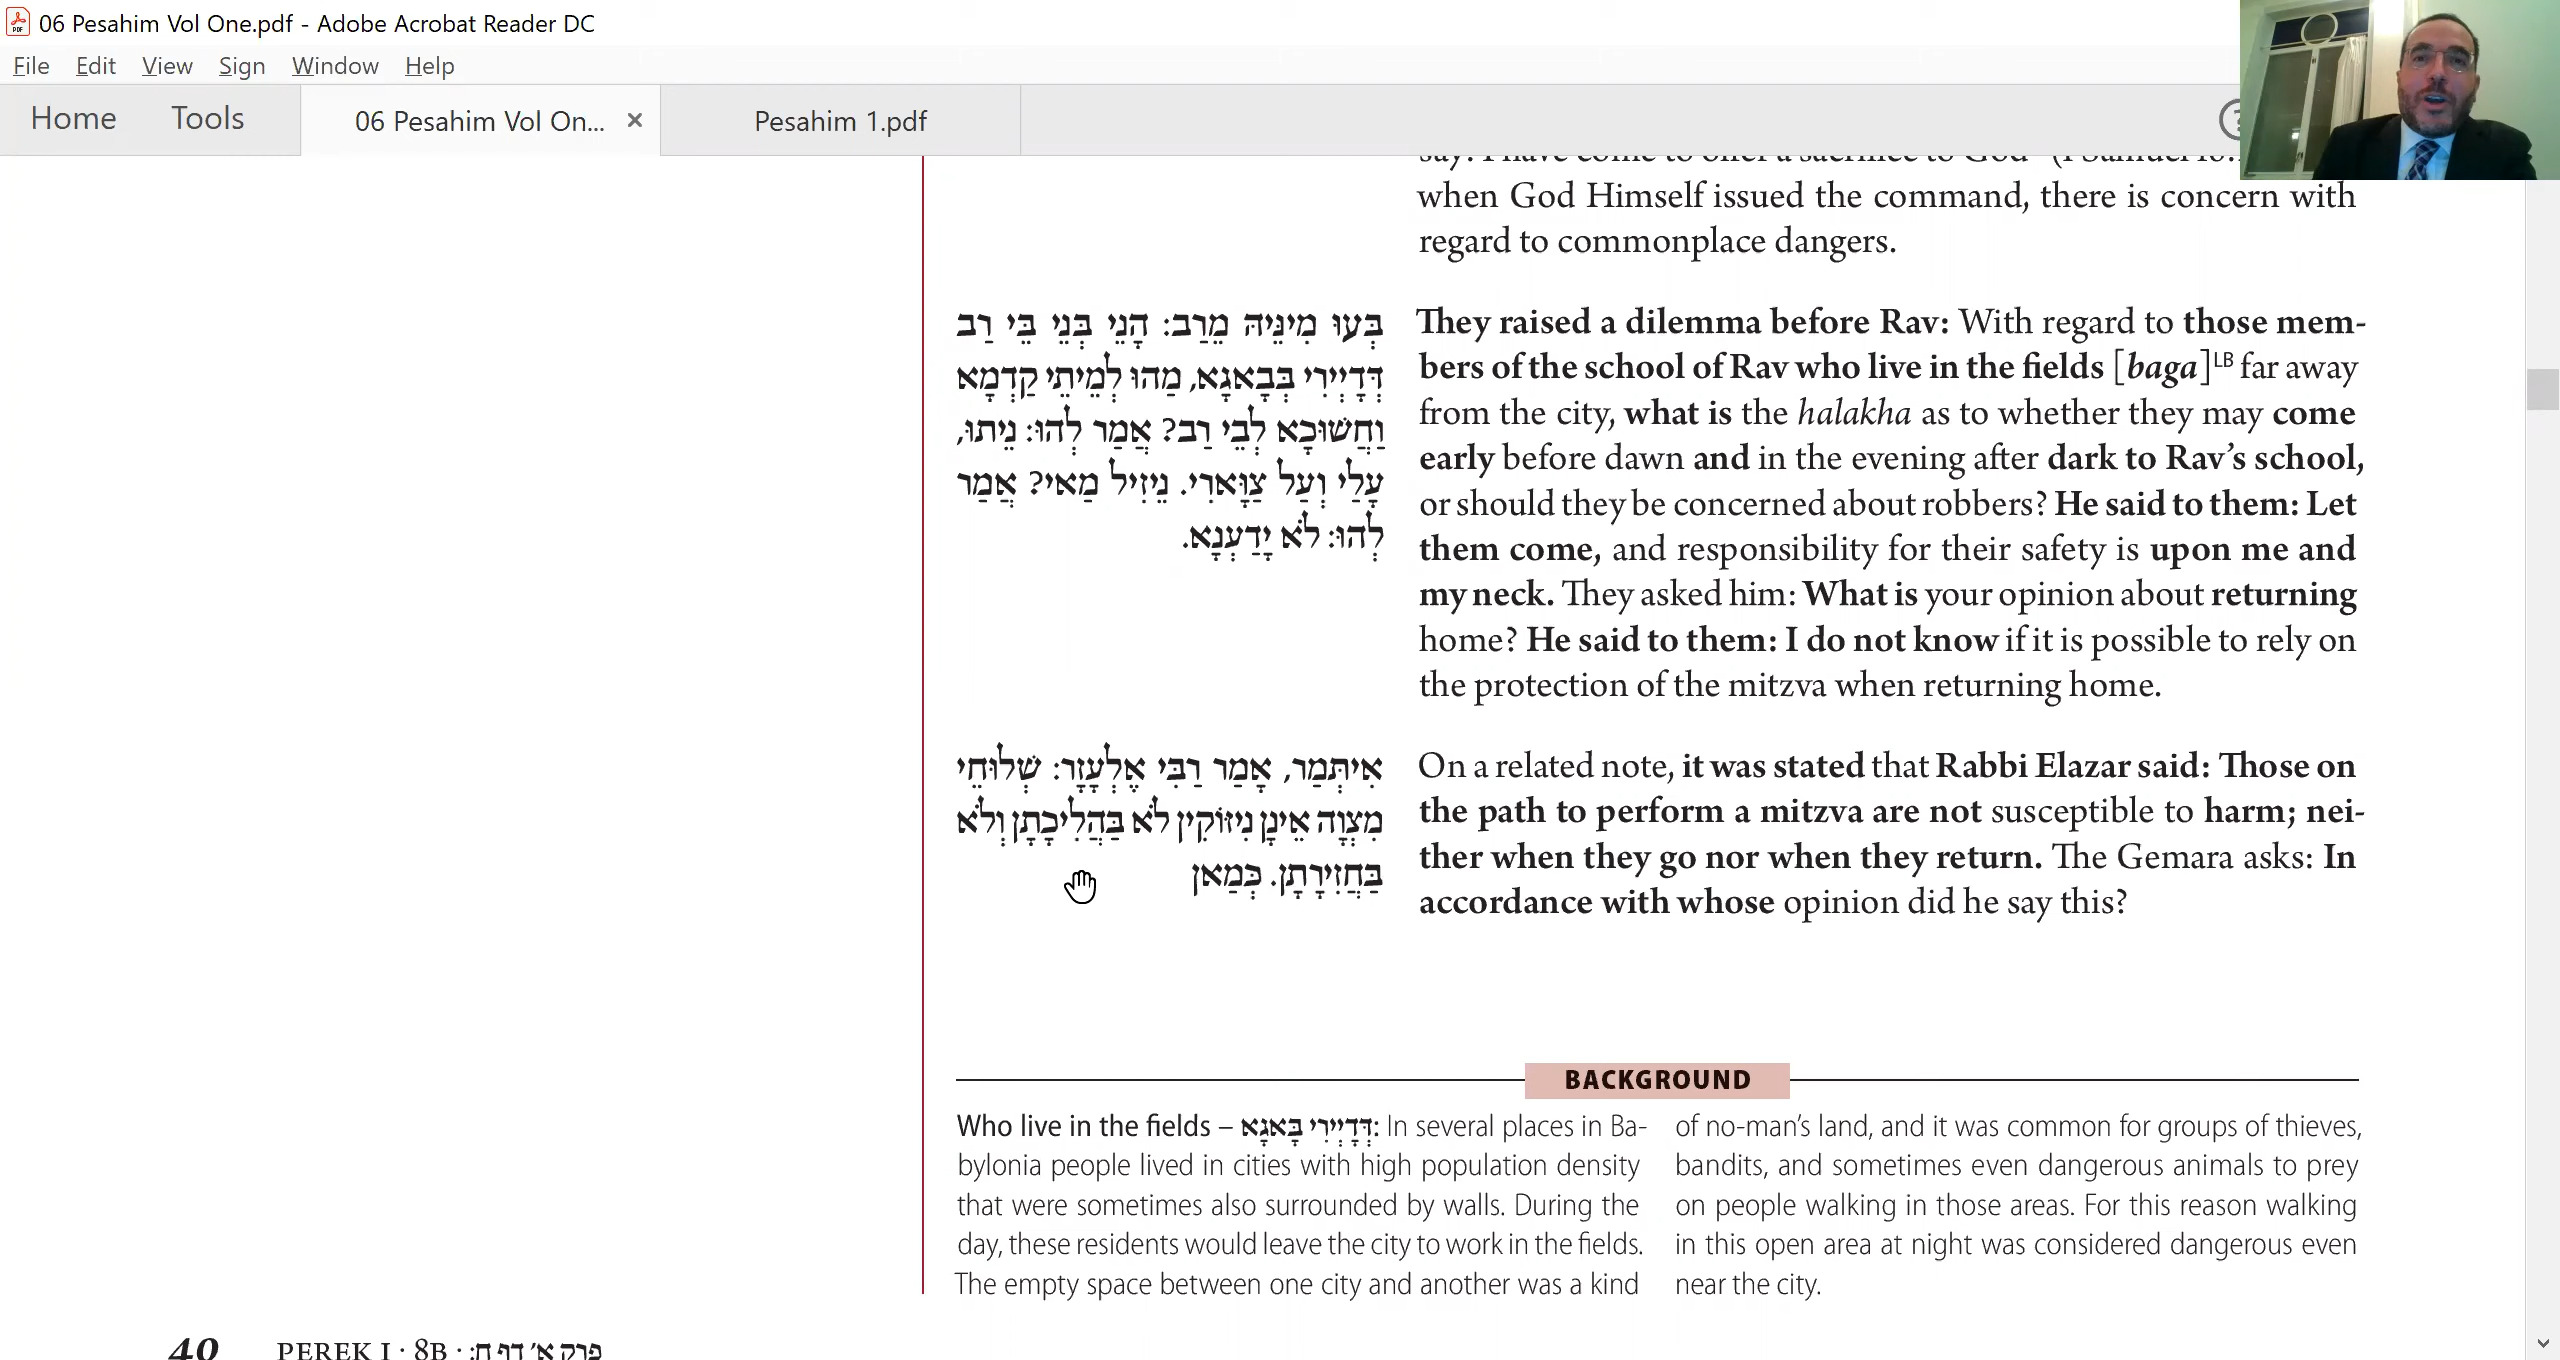 06 Pesahim Vol One.pdf - Adobe Acrobat Reader DC
File Edit View Sign Window Help
Home Tools 06 Pesahim Vol On... × Pesahim 1.pdf
say: I have come to offer a sacrifice to God” (I Samuel
when God Himself issued the command, there is concern with
regard to commonplace dangers.
בְּעוּ מִינֵּיהּ מֵרַב: הָנֵי בְּנֵי בֵּי רַב
דְּדָיְירִי בְּבָאגָא, מַהוּ לְמֵיתֵי קַדְמָא
וַחֲשׁוּכָא לְבֵי רַב? אֲמַר לְהוּ: נֵיתוּ,
עָלַי וְעַל צַוָּארִי. נֵיזִיל מַאי? אֲמַר
לְהוּ: לֹא יָדַעְנָא.
They raised a dilemma before Rav: With regard to those mem-
bers of the school of Rav who live in the fields [baga]LB far away
from the city, what is the halakha as to whether they may come
early before dawn and in the evening after dark to Rav’s school,
or should they be concerned about robbers? He said to them: Let
them come, and responsibility for their safety is upon me and
my neck. They asked him: What is your opinion about returning
home? He said to them: I do not know if it is possible to rely on
the protection of the mitzva when returning home.
אִיתְּמַר, אָמַר רַבִּי אֶלְעָזָר: שְׁלוּחֵי
מִצְוָה אֵינָן נִיזּוֹקִין לֹא בַּהֲלִיכָתָן וְלֹא
בַּחֲזִירָתָן. כְּמַאן
On a related note, it was stated that Rabbi Elazar said: Those on
the path to perform a mitzva are not susceptible to harm; nei-
ther when they go nor when they return. The Gemara asks: In
accordance with whose opinion did he say this?
BACKGROUND
Who live in the fields – דְּדָיְירִי בָּאגָא: In several places in Ba-
bylonia people lived in cities with high population density
that were sometimes also surrounded by walls. During the
day, these residents would leave the city to work in the fields.
The empty space between one city and another was a kind
of no-man’s land, and it was common for groups of thieves,
bandits, and sometimes even dangerous animals to prey
on people walking in those areas. For this reason walking
in this open area at night was considered dangerous even
near the city.
40 PEREK I · 8B · פרק א׳ דף ח: